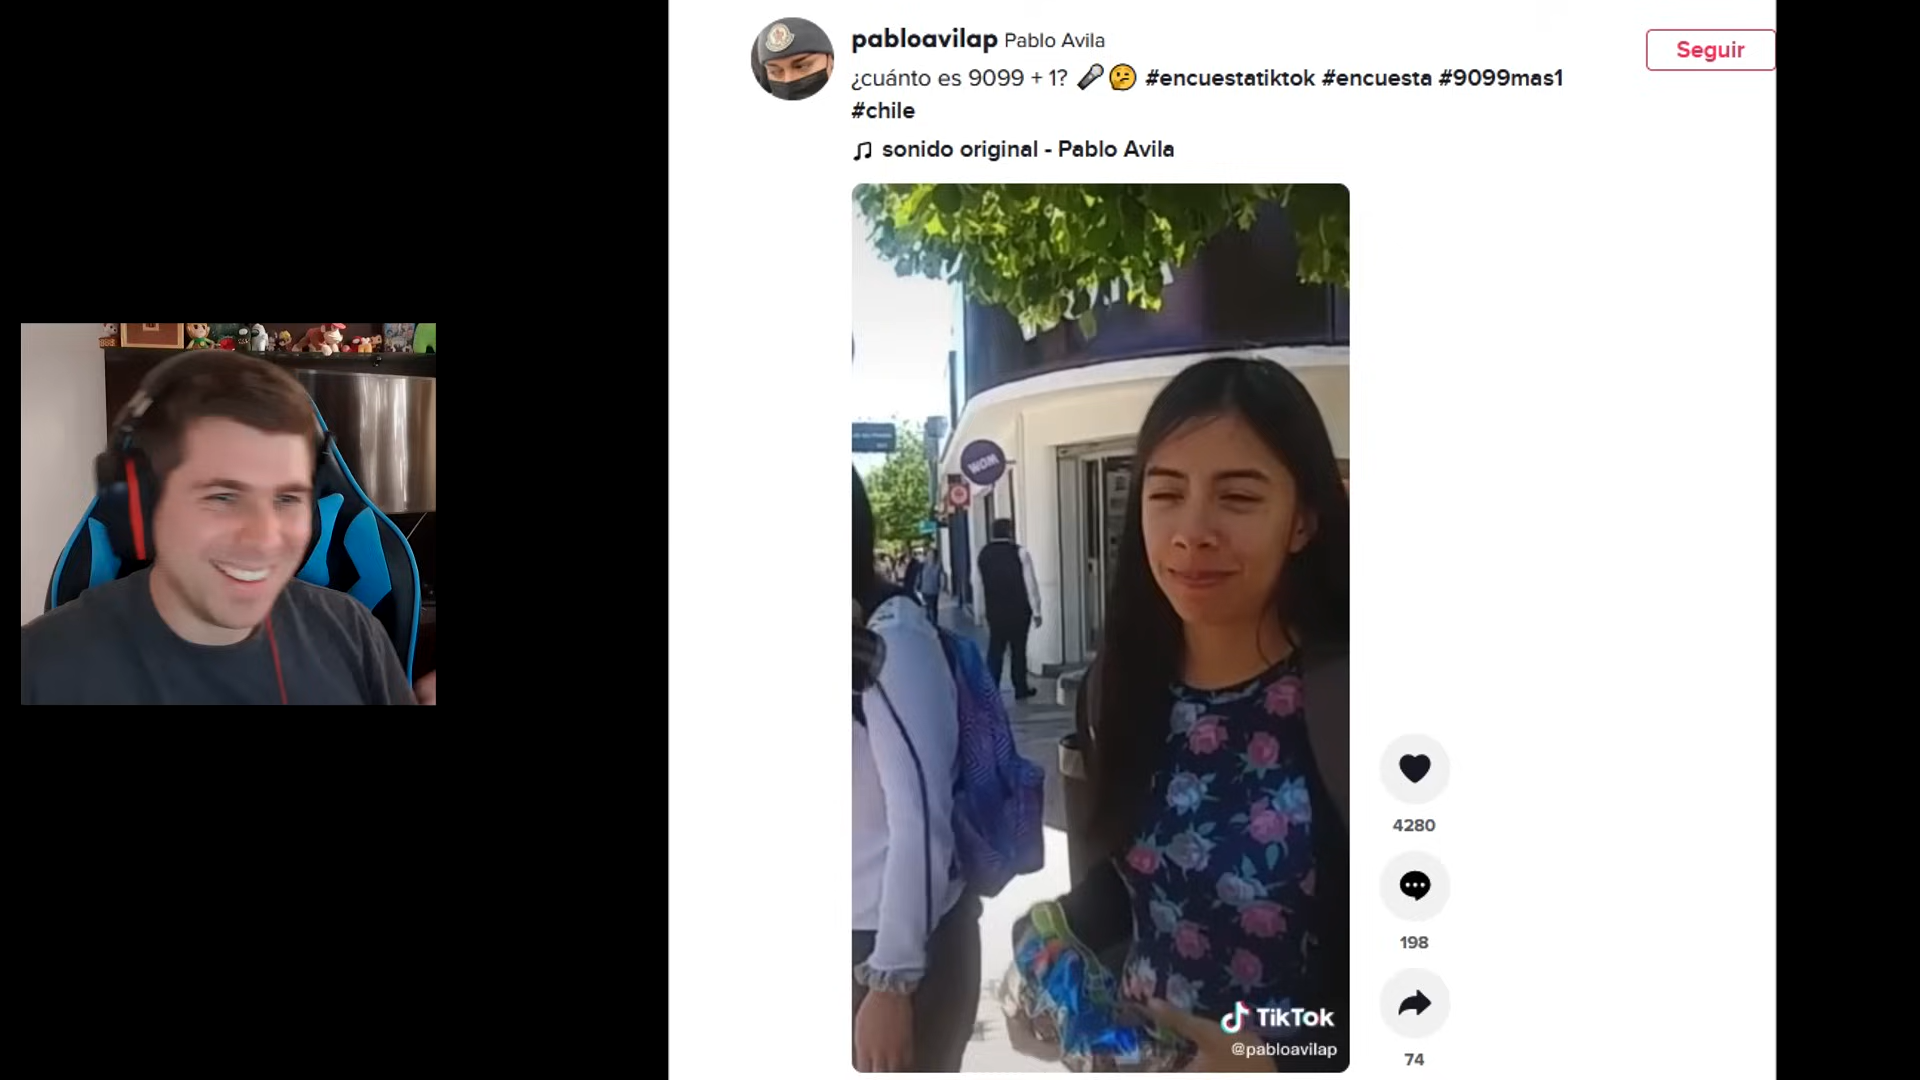 pabloavilap Pablo Avila
Seguir
¿cuánto es 9099 + 1? 🎤🤔 #encuestatiktok #encuesta #9099mas1
#chile
♫ sonido original - Pablo Avila
WOM
4280
198
74
TikTok
@pabloavilap